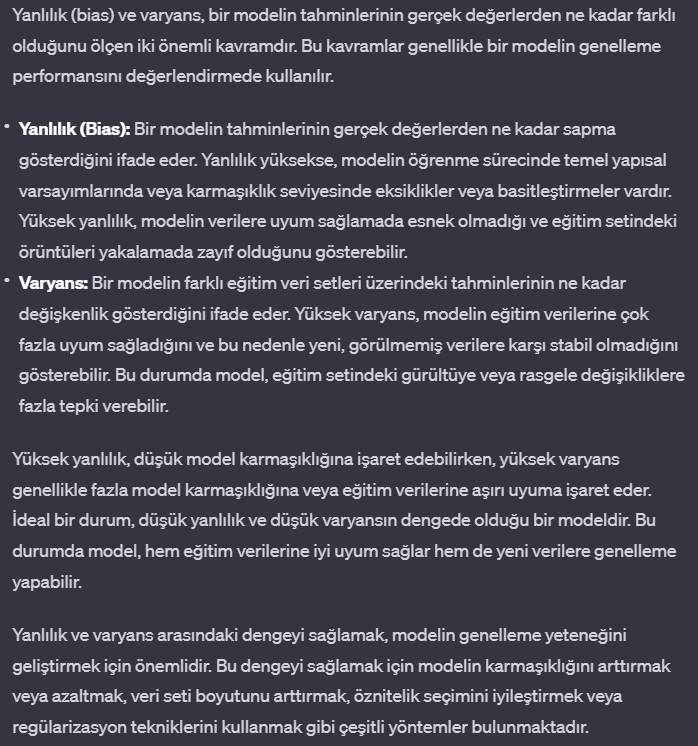 Yanlılık (bias) ve varyans, bir modelin tahminlerinin gerçek değerlerden ne kadar farklı
olduğunu ölçen iki önemli kavramdır. Bu kavramlar genellikle bir modelin genelleme
performansını değerlendirmede kullanılır.
• Yanlılık (Bias): Bir modelin tahminlerinin gerçek değerlerden ne kadar sapma
gösterdiğini ifade eder. Yanlılık yüksekse, modelin öğrenme sürecinde temel yapısal
varsayımlarında veya karmaşıklık seviyesinde eksiklikler veya basitleştirmeler vardır.
Yüksek yanlılık, modelin verilere uyum sağlamada esnek olmadığı ve eğitim setindeki
örüntüleri yakalamada zayıf olduğunu gösterebilir.
• Varyans: Bir modelin farklı eğitim veri setleri üzerindeki tahminlerinin ne kadar
değişkenlik gösterdiğini ifade eder. Yüksek varyans, modelin eğitim verilerine çok
fazla uyum sağladığını ve bu nedenle yeni, görülmemiş verilere karşı stabil olmadığını
gösterebilir. Bu durumda model, eğitim setindeki gürültüye veya rasgele değişikliklere
fazla tepki verebilir.
Yüksek yanlılık, düşük model karmaşıklığına işaret edebilirken, yüksek varyans
genellikle fazla model karmaşıklığına veya eğitim verilerine aşırı uyuma işaret eder.
İdeal bir durum, düşük yanlılık ve düşük varyansın dengede olduğu bir modeldir. Bu
durumda model, hem eğitim verilerine iyi uyum sağlar hem de yeni verilere genelleme
yapabilir.
Yanlılık ve varyans arasındaki dengeyi sağlamak, modelin genelleme yeteneğini
geliştirmek için önemlidir. Bu dengeyi sağlamak için modelin karmaşıklığını arttırmak
veya azaltmak, veri seti boyutunu arttırmak, öznitelik seçimini iyileştirmek veya
regülarizasyon tekniklerini kullanmak gibi çeşitli yöntemler bulunmaktadır.